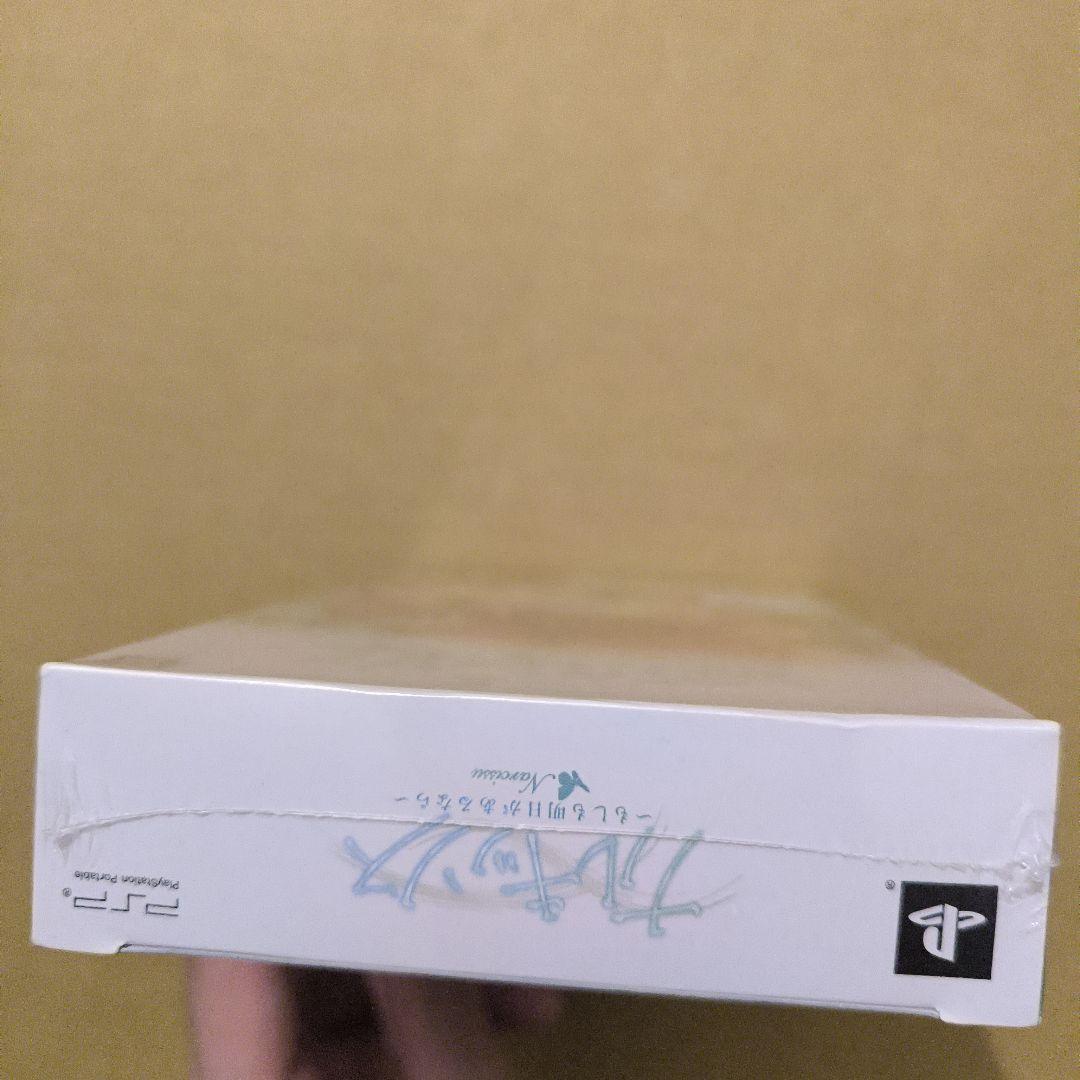 ナルキッソス
～もしも明日があるなら～
Narcissu
PSP®
PlayStation Portable
®